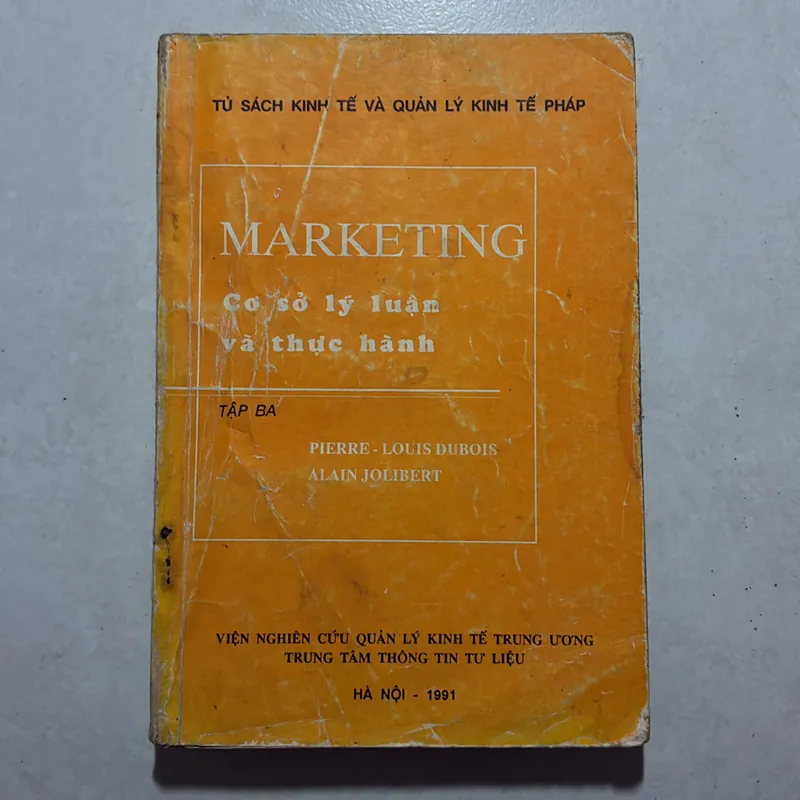 TỦ SÁCH KINH TẾ VÀ QUẢN LÝ KINH TẾ PHÁP
MARKETING
Cơ sở lý luận
và thực hành
TẬP BA
PIERRE - LOUIS DUBOIS
ALAIN JOLIBERT
VIỆN NGHIÊN CỨU QUẢN LÝ KINH TẾ TRUNG ƯƠNG
TRUNG TÂM THÔNG TIN TƯ LIỆU
HÀ NỘI - 1991